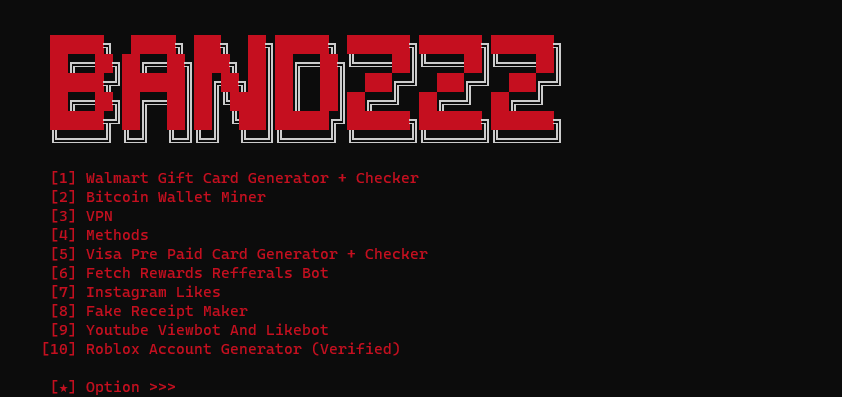 BANDZZZ
[1] Walmart Gift Card Generator + Checker
[2] Bitcoin Wallet Miner
[3] VPN
[4] Methods
[5] Visa Pre Paid Card Generator + Checker
[6] Fetch Rewards Refferals Bot
[7] Instagram Likes
[8] Fake Receipt Maker
[9] Youtube Viewbot And Likebot
[10] Roblox Account Generator (Verified)
[★] Option >>>